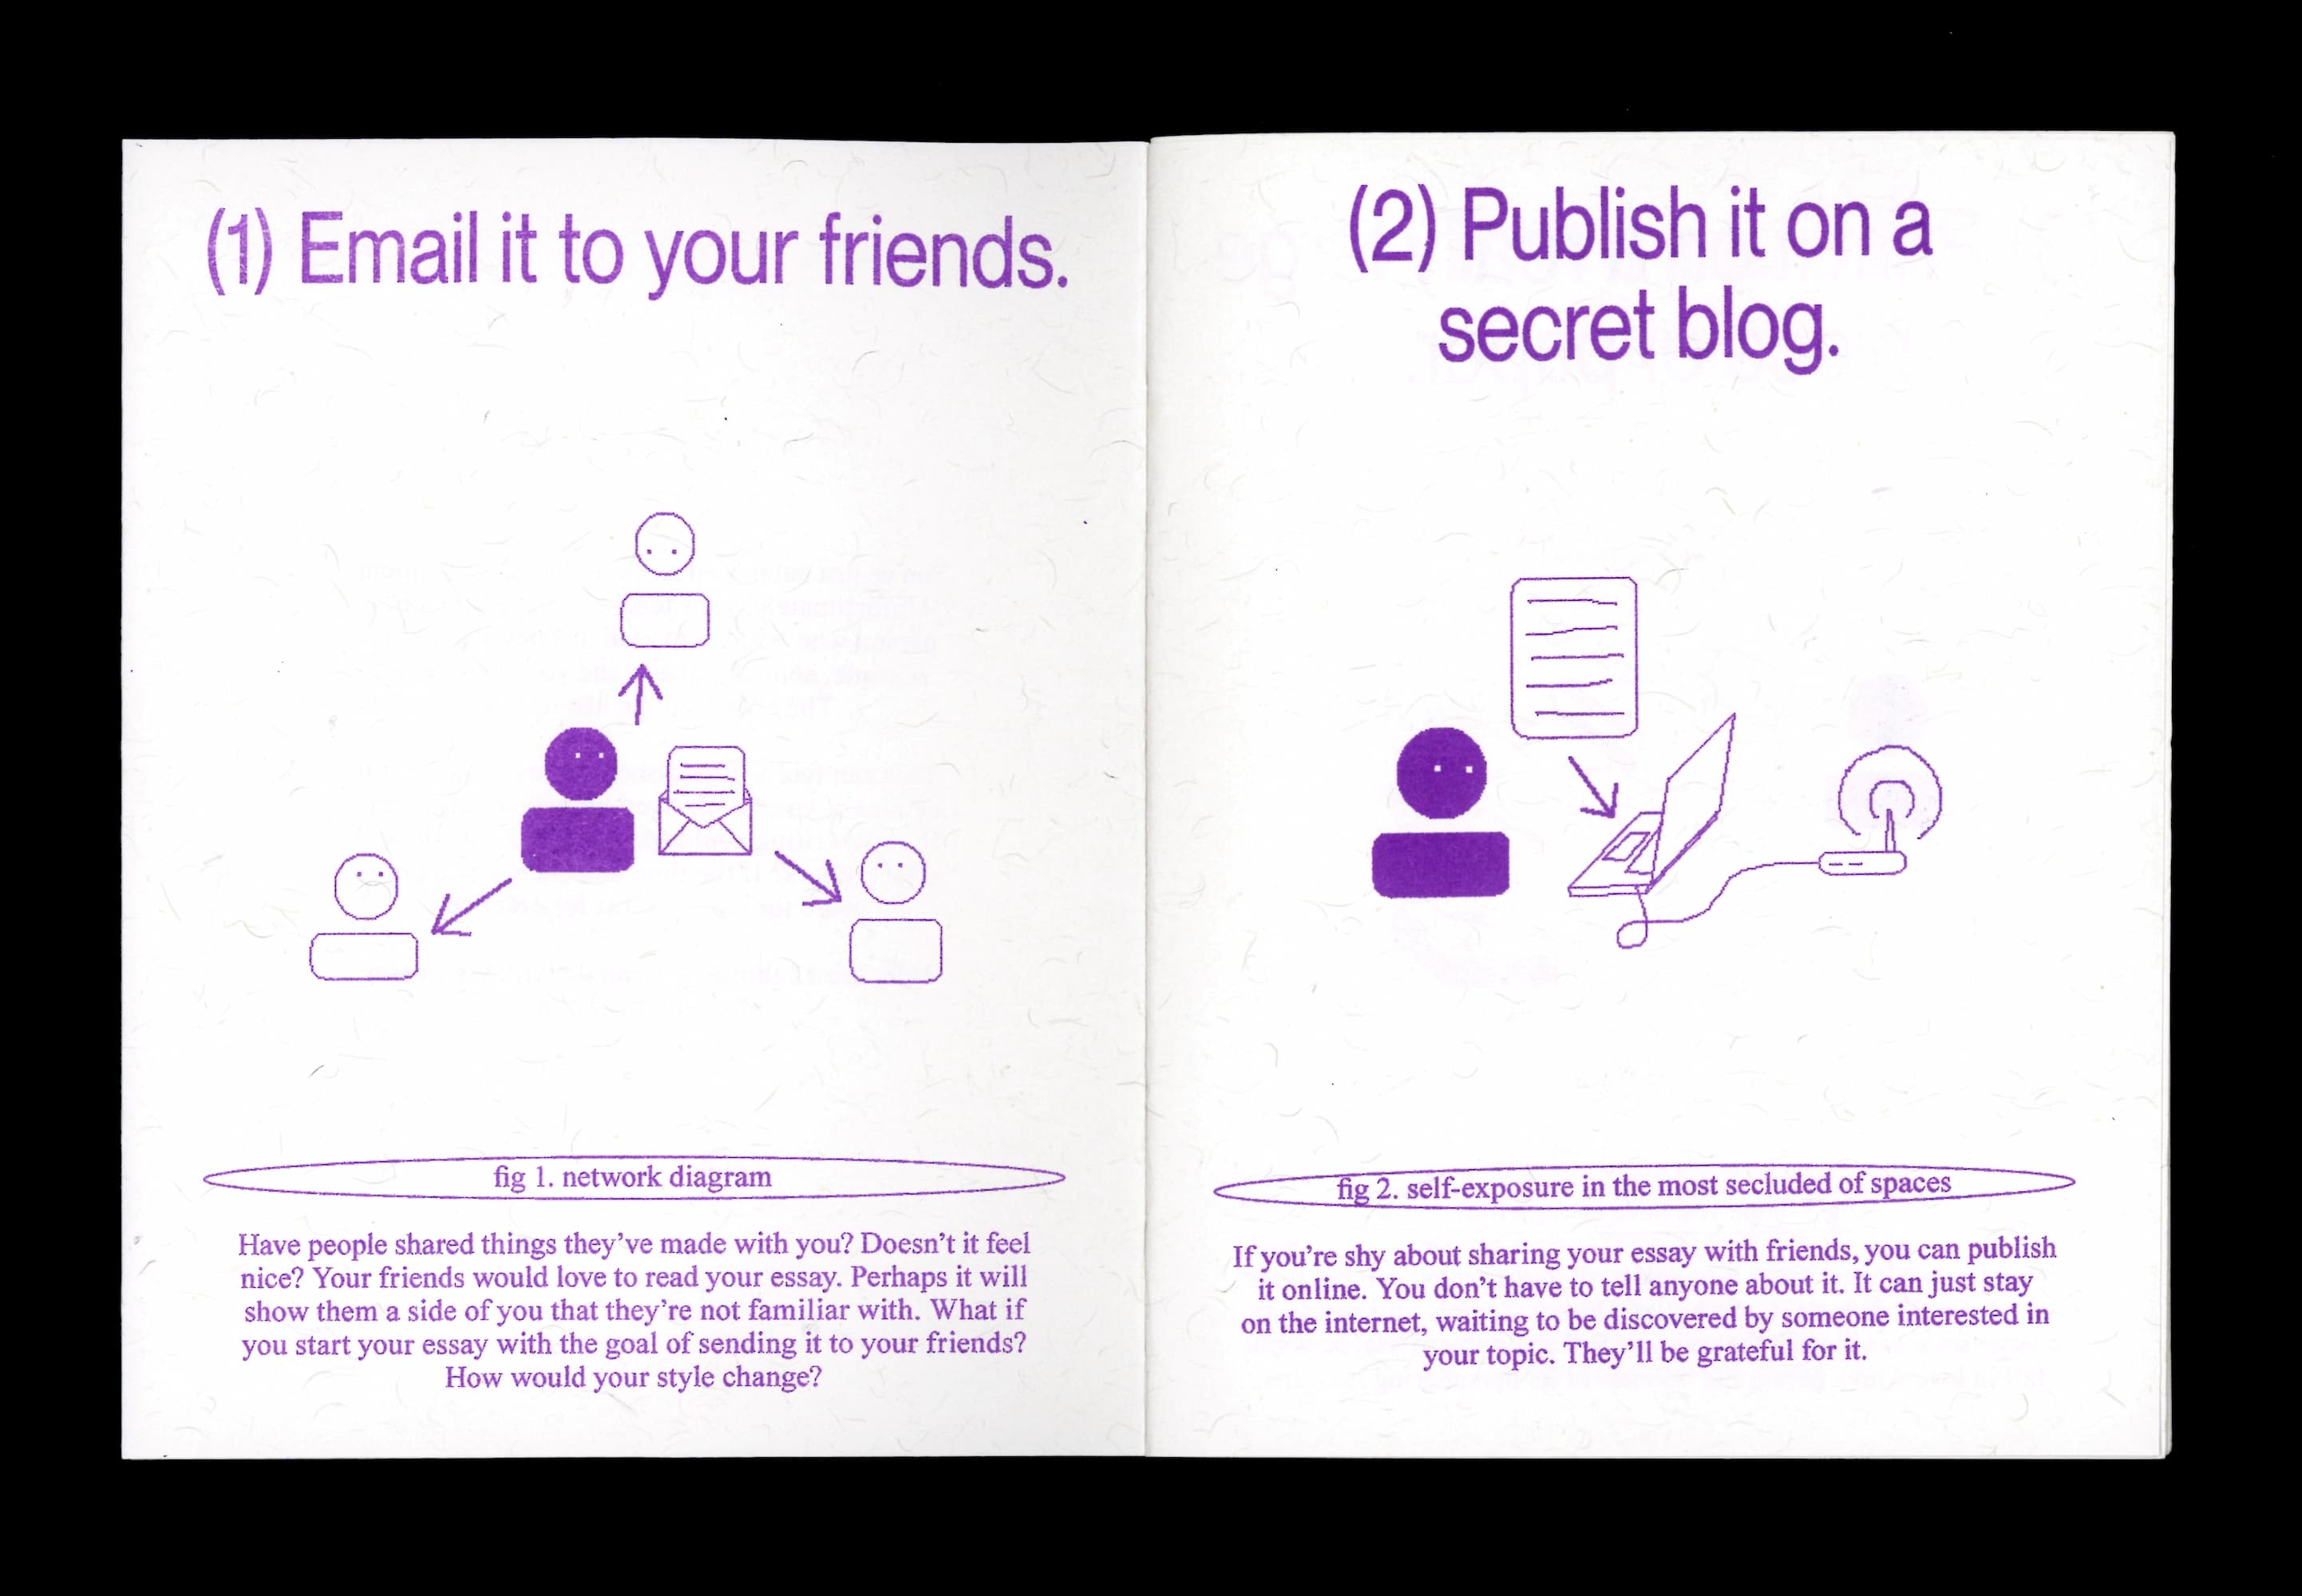 (1) Email it to your friends.
fig 1. network diagram
Have people shared things they’ve made with you? Doesn’t it feel
nice? Your friends would love to read your essay. Perhaps it will
show them a side of you that they’re not familiar with. What if
you start your essay with the goal of sending it to your friends?
How would your style change?
(2) Publish it on a
secret blog.
fig 2. self-exposure in the most secluded of spaces
If you’re shy about sharing your essay with friends, you can publish
it online. You don’t have to tell anyone about it. It can just stay
on the internet, waiting to be discovered by someone interested in
your topic. They’ll be grateful for it.